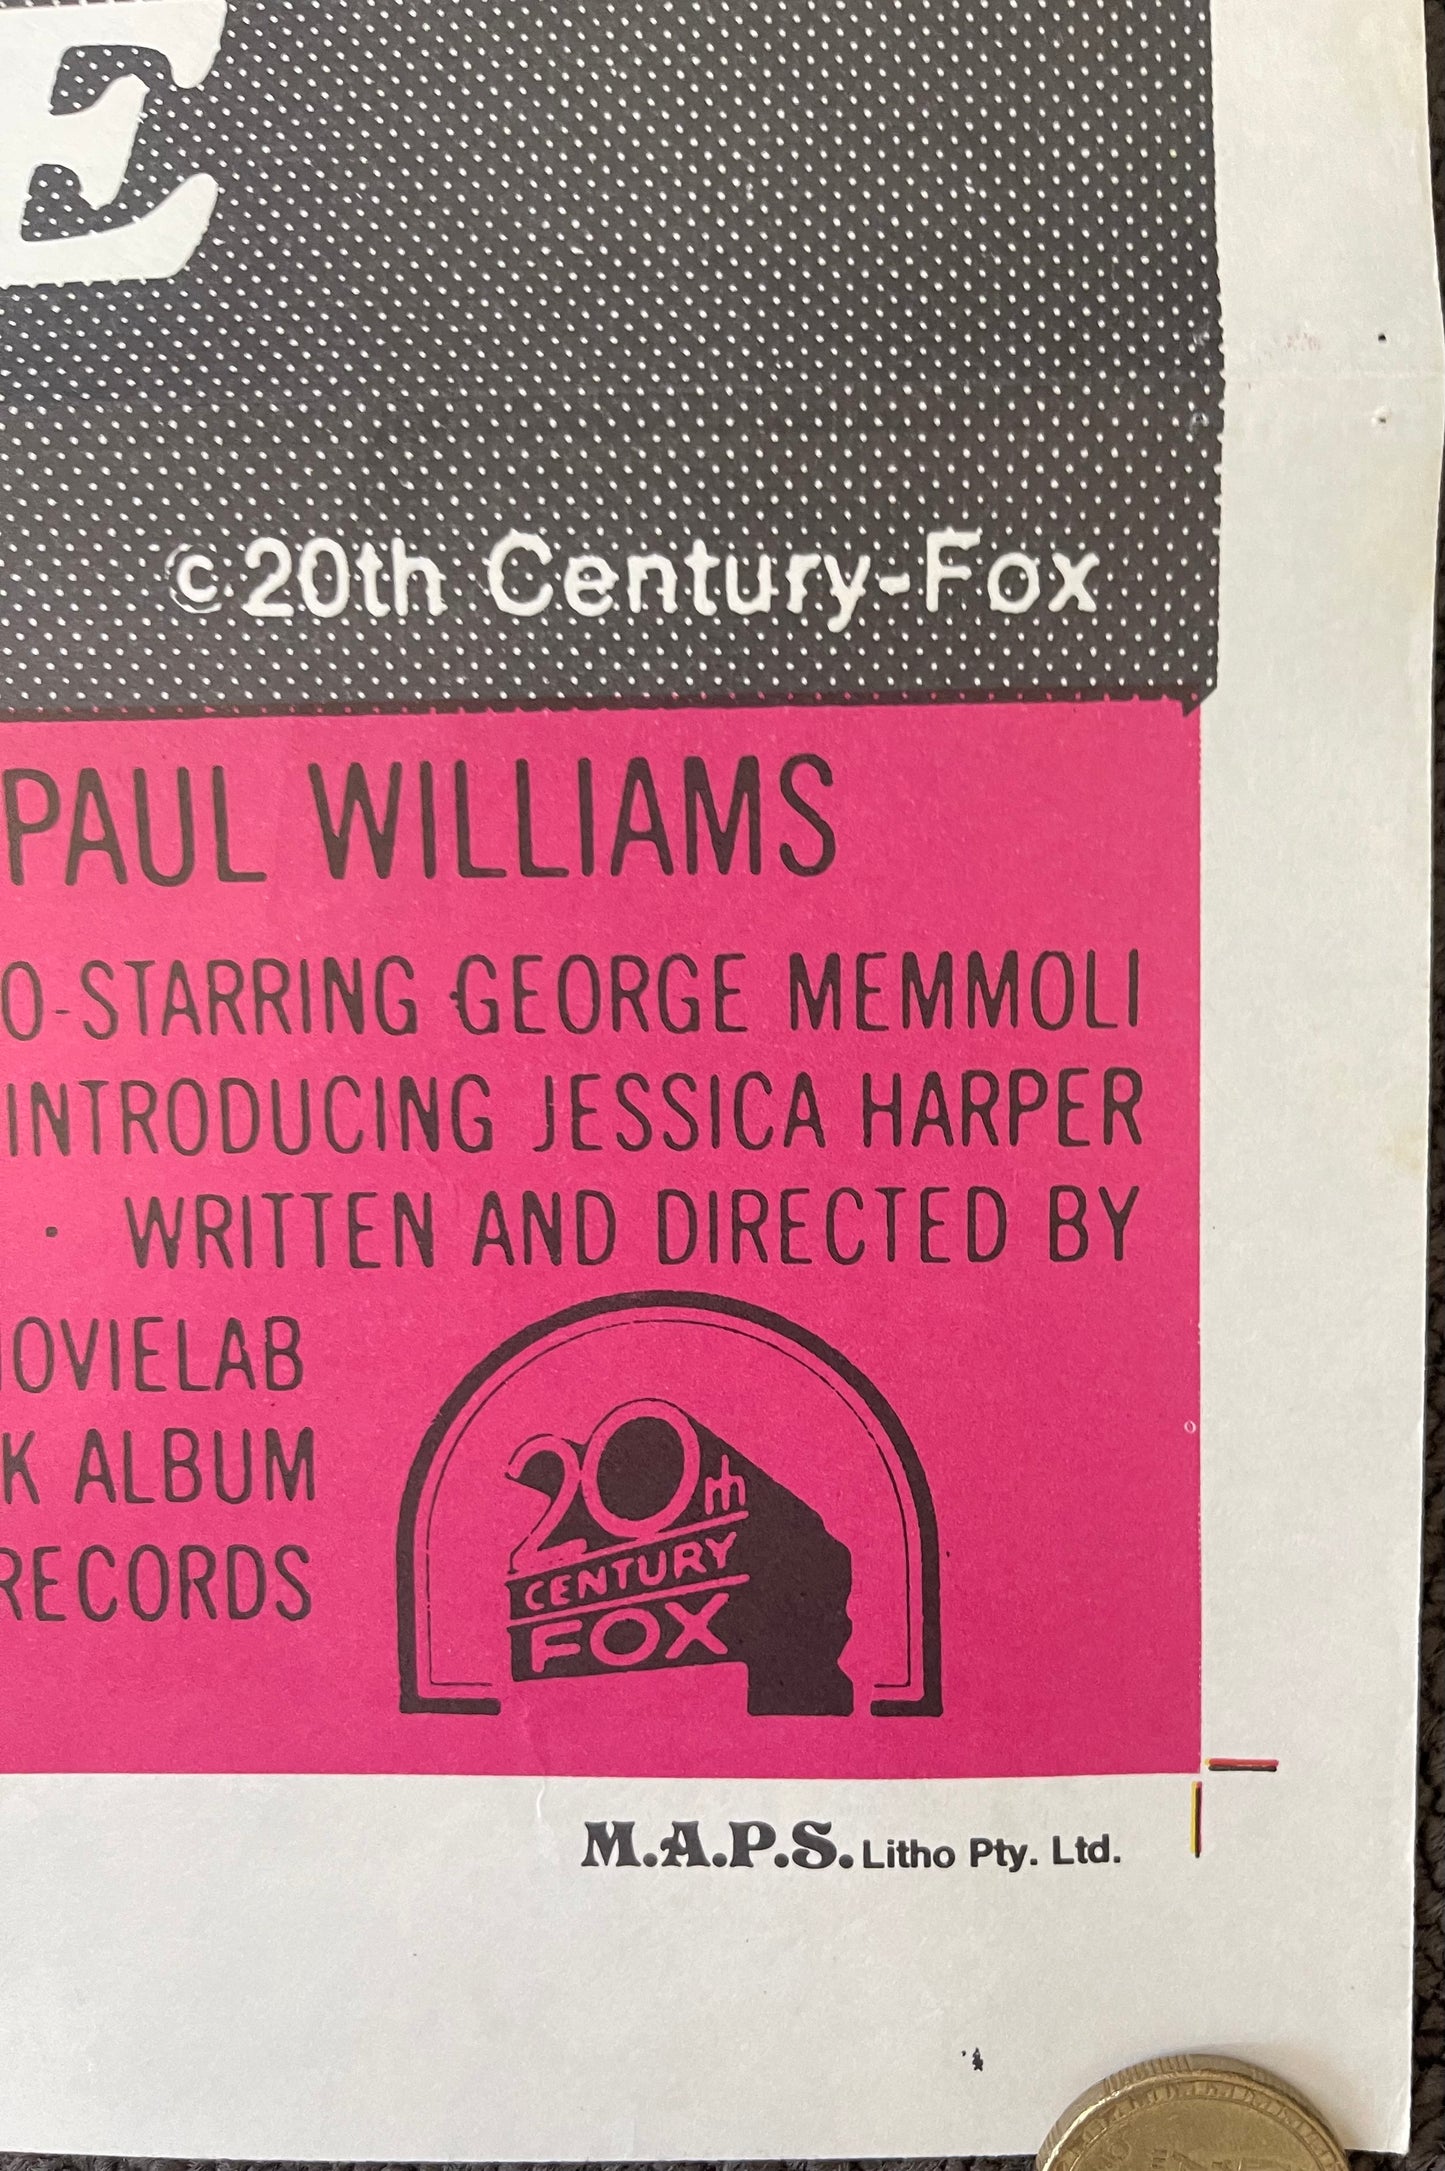 E
©20th Century-Fox
PAUL WILLIAMS
O-STARRING GEORGE MEMMOLI
INTRODUCING JESSICA HARPER
· WRITTEN AND DIRECTED BY
OVIELAB
K ALBUM
RECORDS
20th
CENTURY
FOX
M.A.P.S. Litho Pty. Ltd.